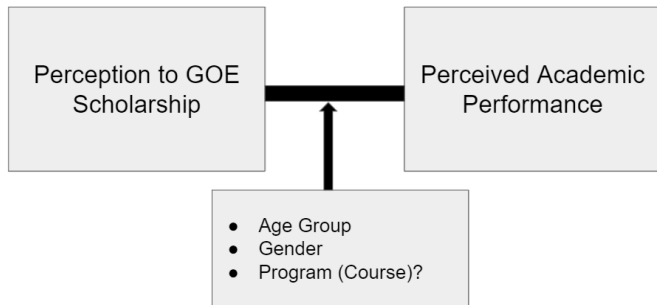 Perception to GOE
Scholarship
Perceived Academic
Performance
● Age Group
● Gender
● Program (Course)?